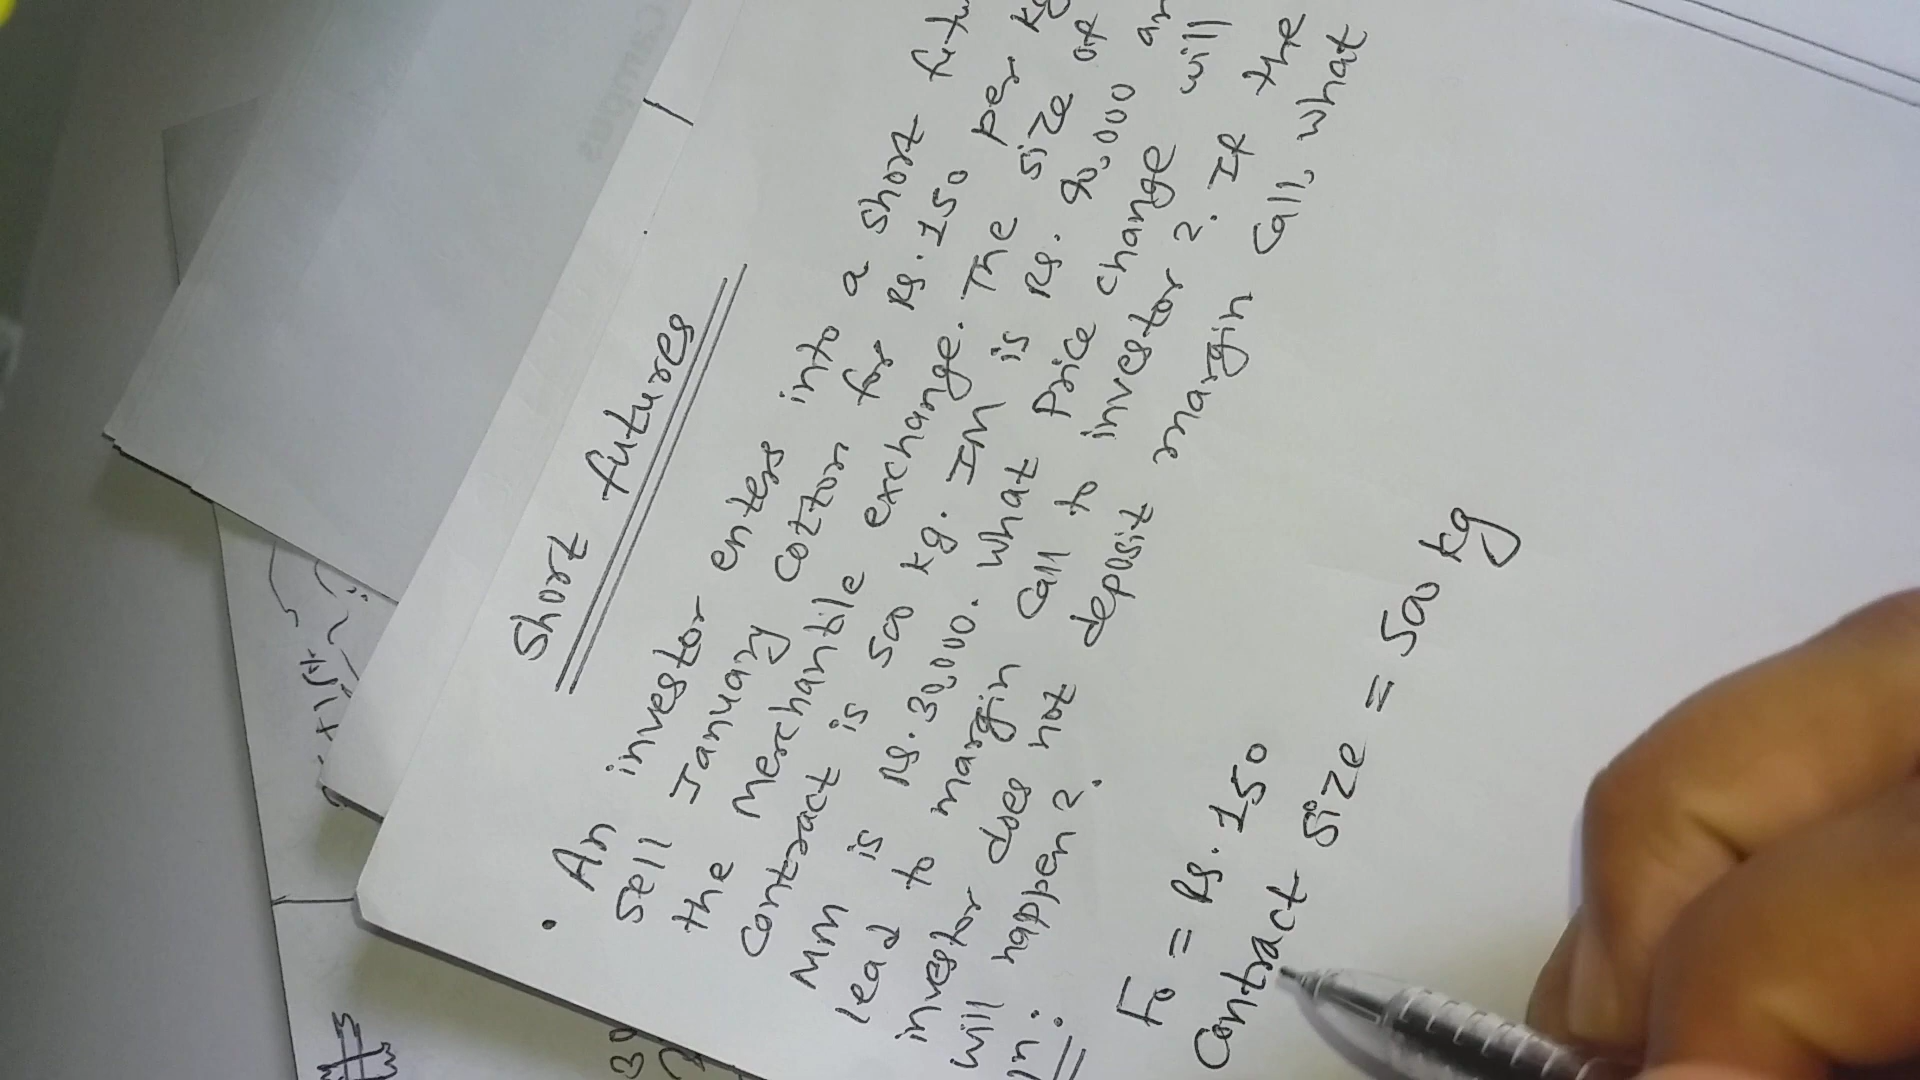 Short futures
• An investor enters into a short futu
sell January cotton for Rs. 150 per kg
the Merchantile exchange. The size of
contract is 500 kg. IM is Rs. 90,000 an
MM is Rs. 30,000. What price change will
lead to margin call to investor ?. If the
investor does not deposit margin call, what
will happen ?.
F0 = Rs. 150
Contract size = 500 kg
Campus